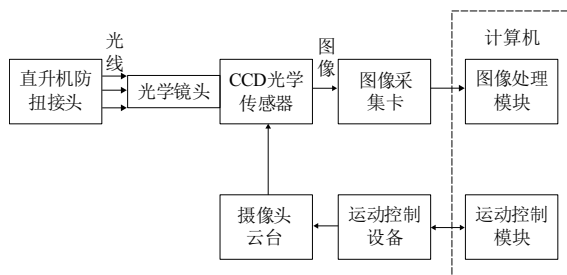 光
线
图
像
计算机
直升机防
扭接头
光学镜头
CCD光学
传感器
图像采
集卡
图像处理
模块
摄像头
云台
运动控制
设备
运动控制
模块